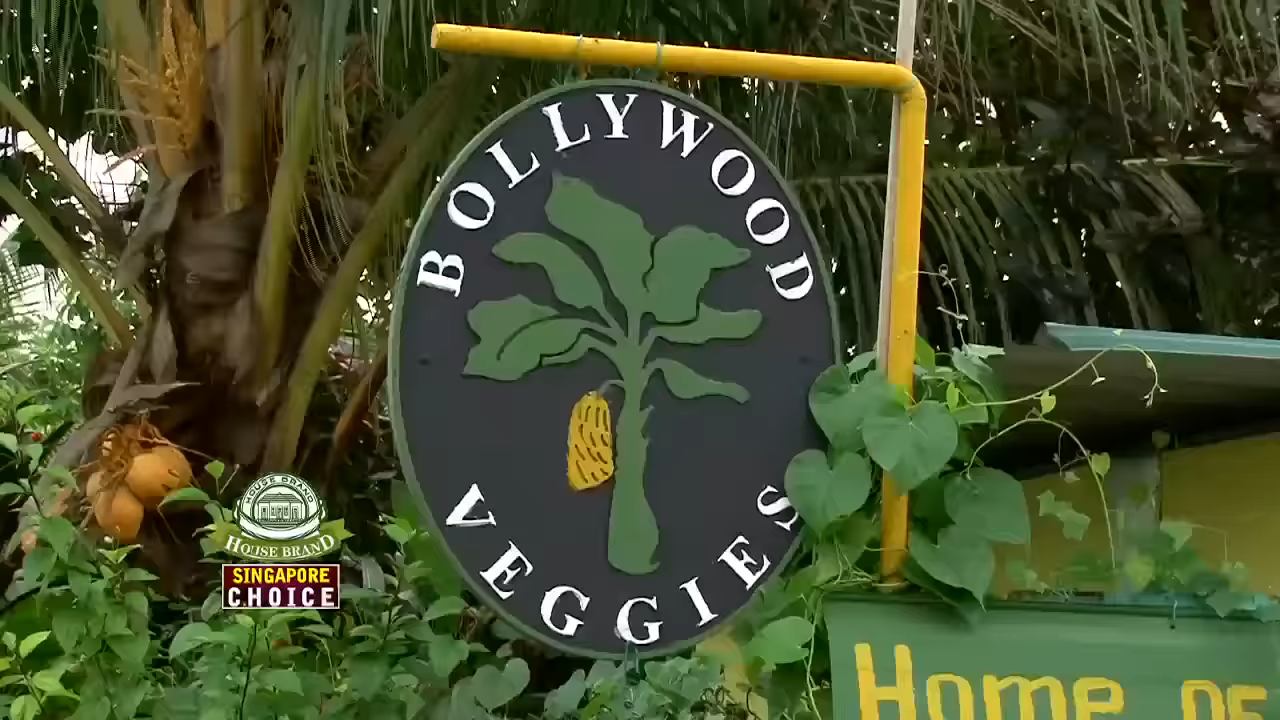 BOLLYWOOD
VEGGIES
HOUSE BRAND
HOUSE BRAND
SINGAPORE
CHOICE
Home OF